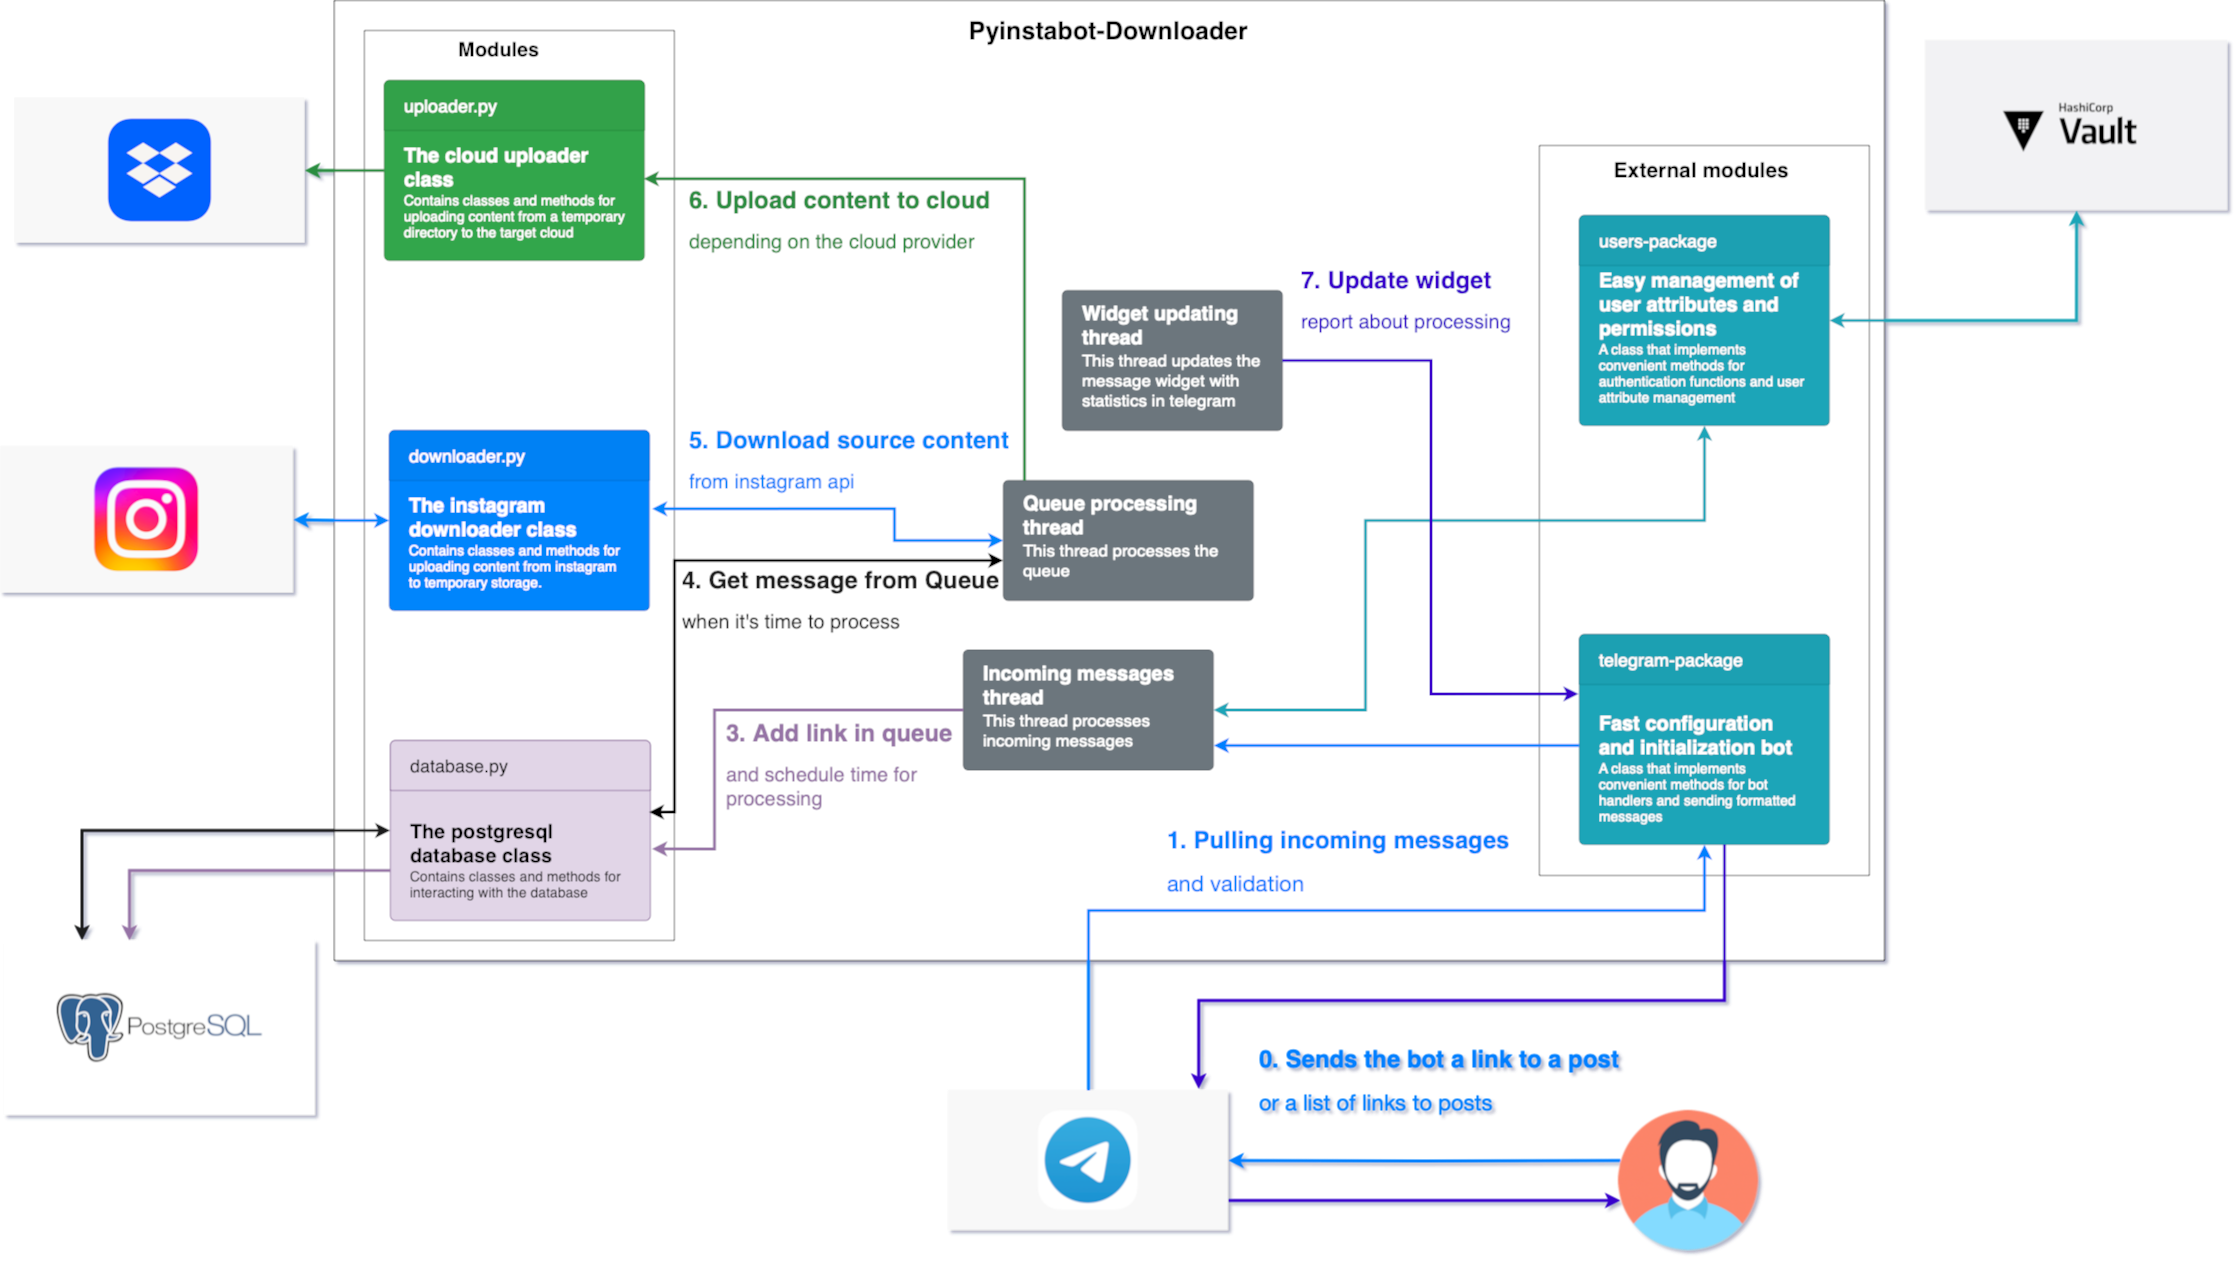 Pyinstabot-Downloader
Modules
uploader.py
The cloud uploader
class
Contains classes and methods for
uploading content from a temporary
directory to the target cloud
6. Upload content to cloud
depending on the cloud provider
downloader.py
The instagram
downloader class
Contains classes and methods for
uploading content from instagram
to temporary storage.
5. Download source content
from instagram api
4. Get message from Queue
when it's time to process
database.py
The postgresql
database class
Contains classes and methods for
interacting with the database
3. Add link in queue
and schedule time for
processing
Widget updating
thread
This thread updates the
message widget with
statistics in telegram
7. Update widget
report about processing
Queue processing
thread
This thread processes the
queue
Incoming messages
thread
This thread processes
incoming messages
External modules
users-package
Easy management of
user attributes and
permissions
A class that implements
convenient methods for
authentication functions and user
attribute management
telegram-package
Fast configuration
and initialization bot
A class that implements
convenient methods for bot
handlers and sending formatted
messages
1. Pulling incoming messages
and validation
HashiCorp
Vault
PostgreSQL
0. Sends the bot a link to a post
or a list of links to posts